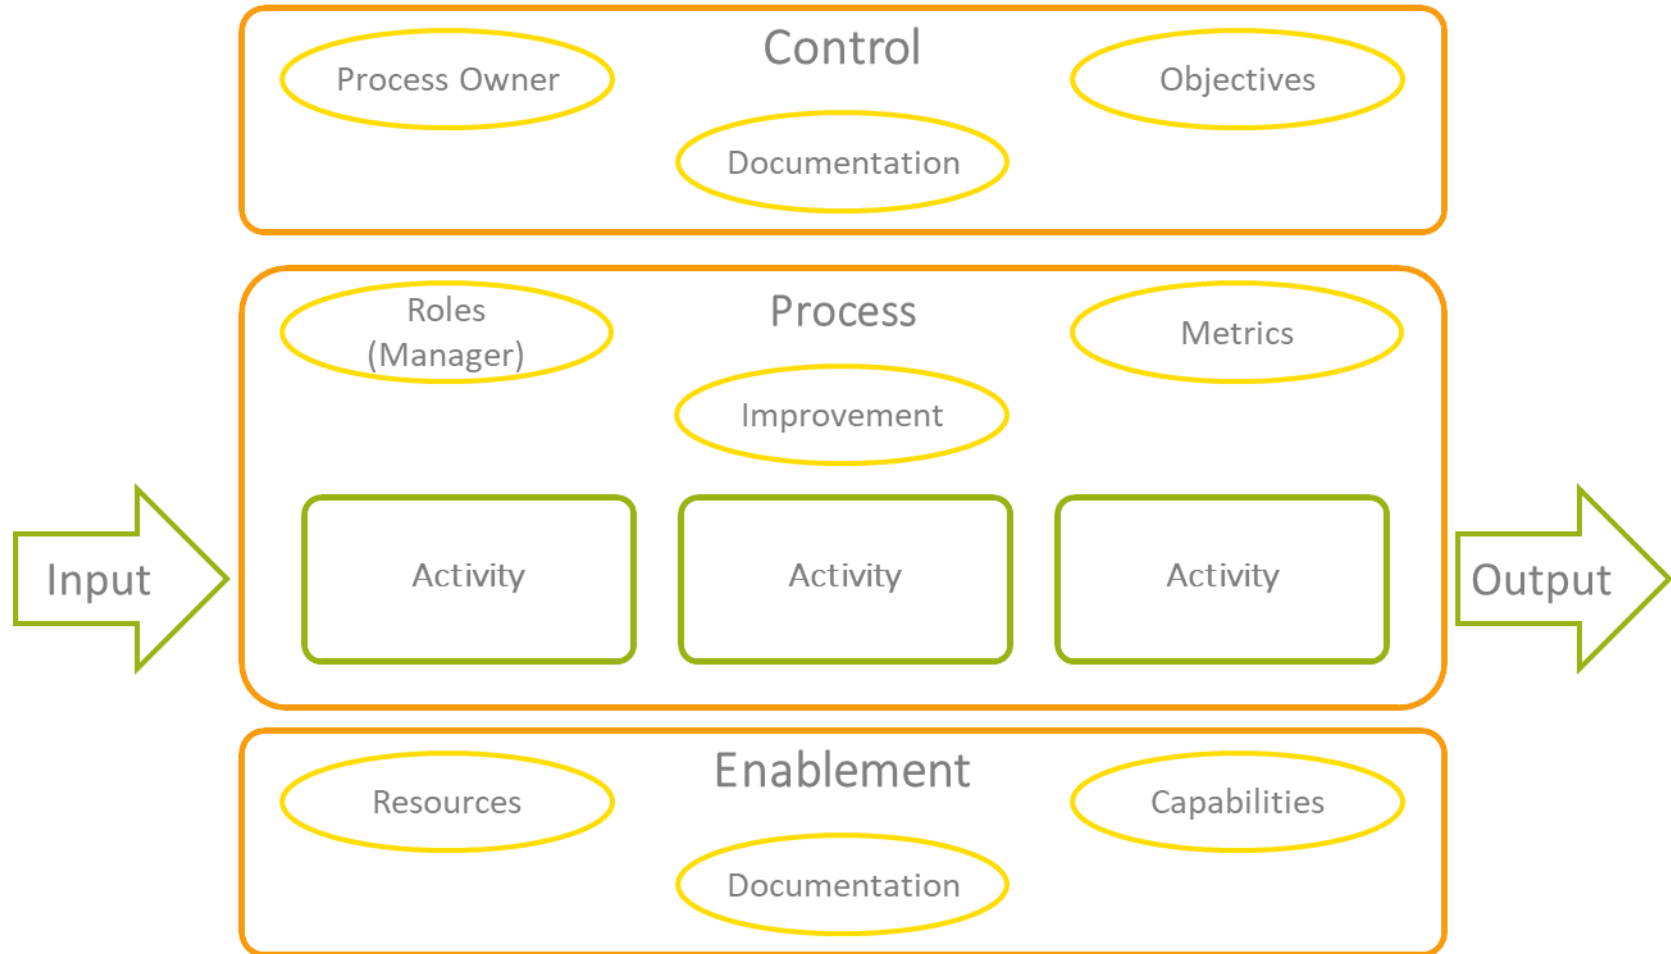 Control
Process Owner
Objectives
Documentation
Process
Roles
(Manager)
Metrics
Improvement
Input
Activity
Activity
Activity
Output
Enablement
Resources
Capabilities
Documentation